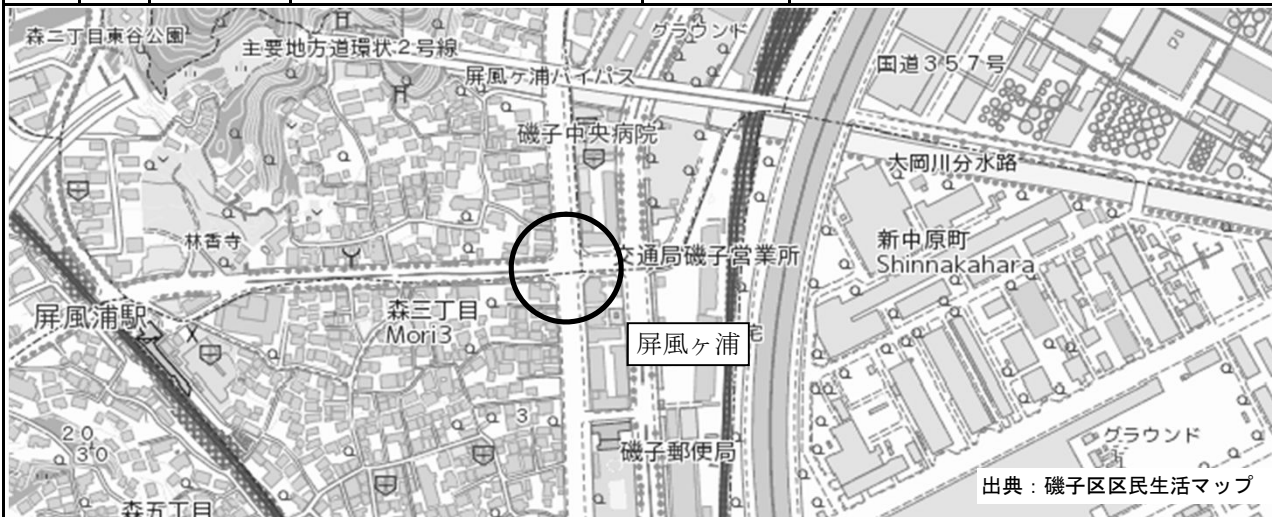 グラウンド
森二丁目東谷公園
主要地方道環状2号線
国道357号
屏風ヶ浦バイパス
磯子中央病院
大岡川分水路
林香寺
交通局磯子営業所
新中原町
Shinnakahara
屏風浦駅
森三丁目
Mori3
屏風ヶ浦
宅
3
20
30
磯子郵便局
グラウンド
出典：磯子区区民生活マップ
森五丁目